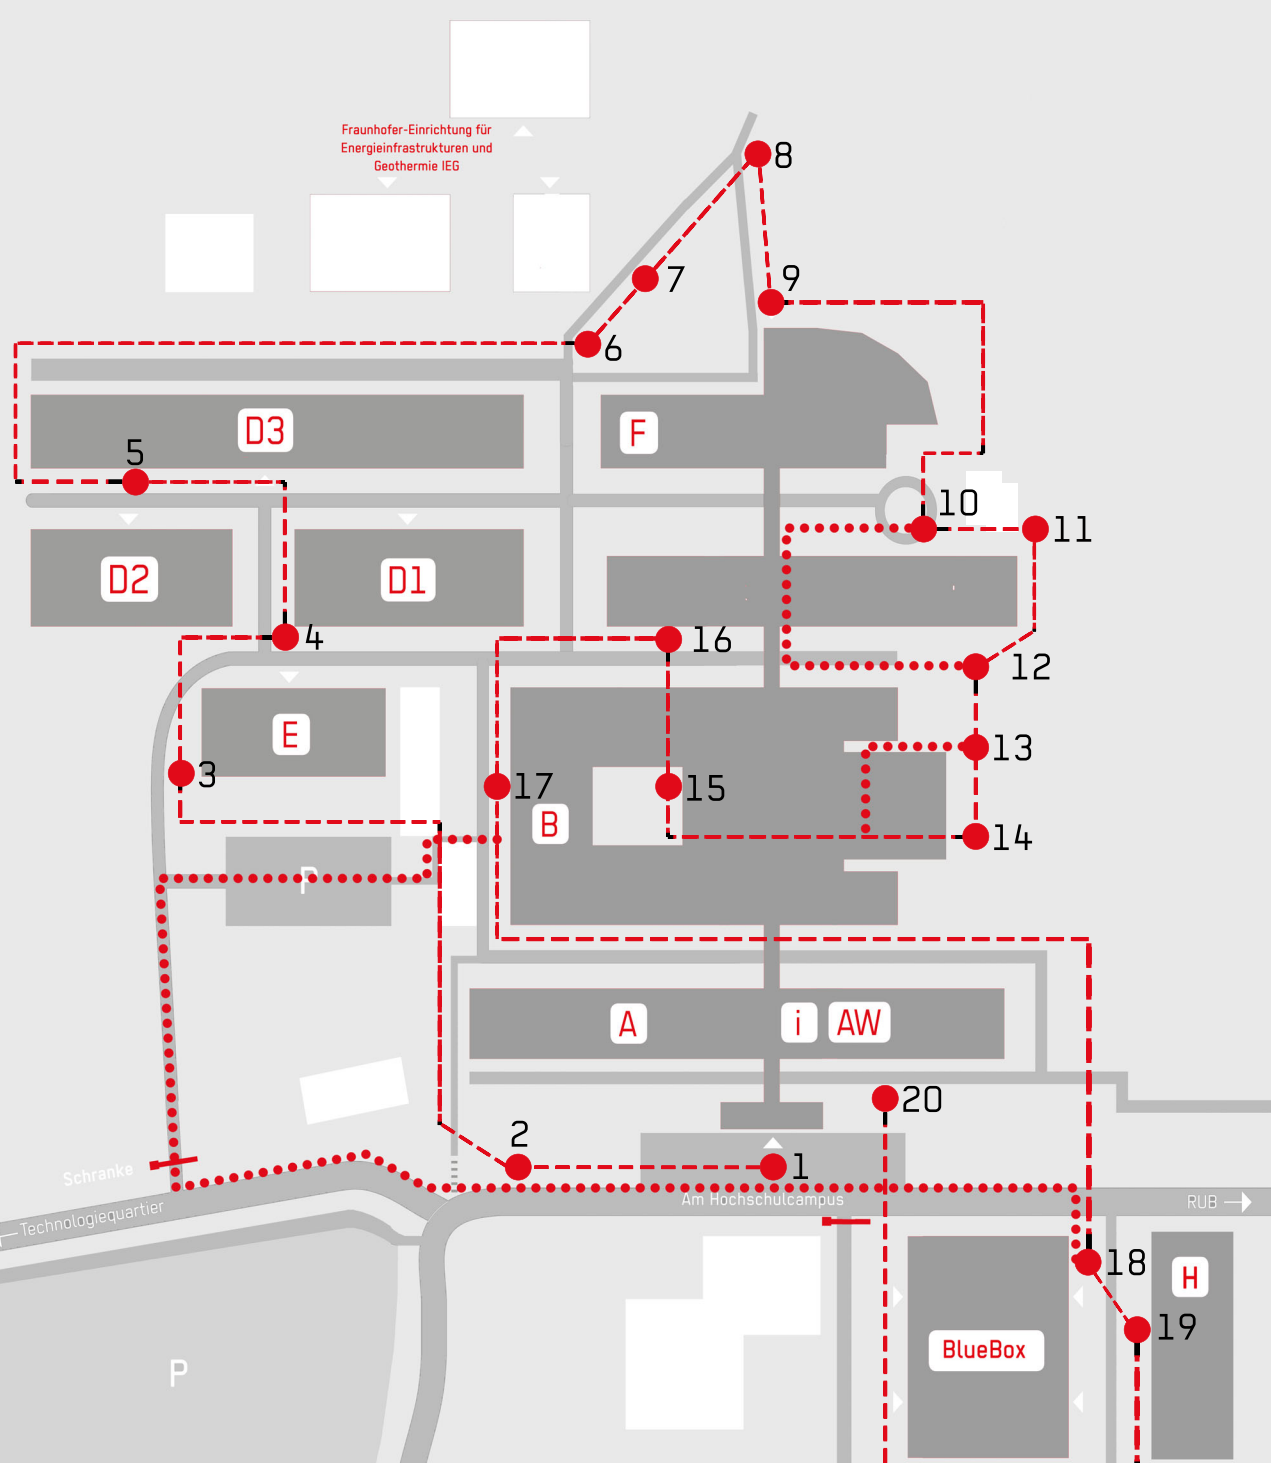 Fraunhofer-Einrichtung für
Energieinfrastrukturen und
Geothermie IEG
8
7
9
6
D3
F
5
10
11
D2
D1
4
16
12
E
13
3
17
15
B
14
P
A
i
AW
20
2
1
Schranke
Am Hochschulcampus
RUB
Technologiequartier
18
H
19
BlueBox
P